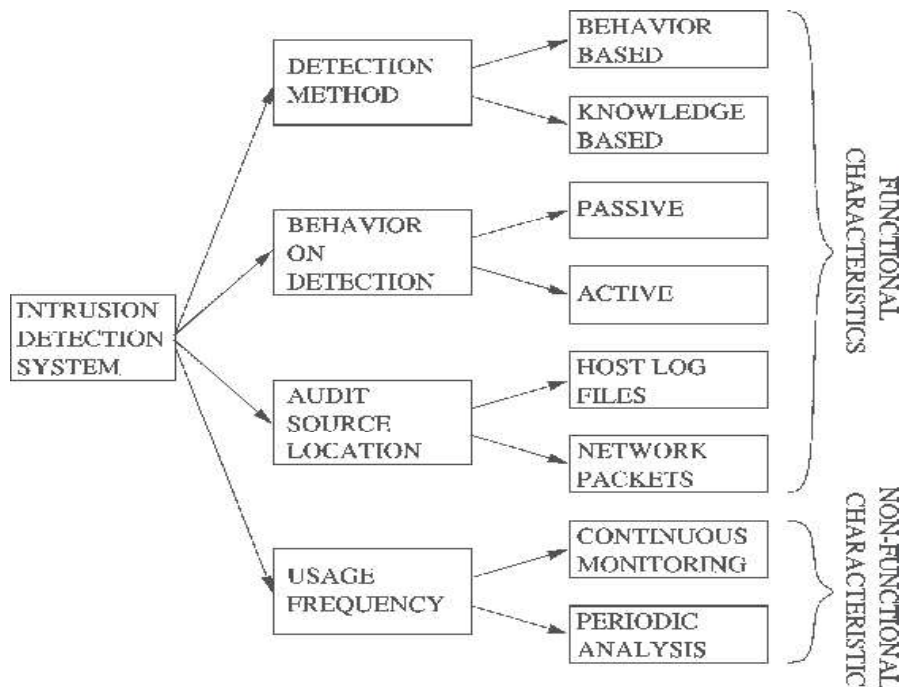 INTRUSION
DETECTION
SYSTEM
DETECTION
METHOD
BEHAVIOR
BASED
KNOWLEDGE
BASED
BEHAVIOR
ON
DETECTION
PASSIVE
ACTIVE
AUDIT
SOURCE
LOCATION
HOST LOG
FILES
NETWORK
PACKETS
USAGE
FREQUENCY
CONTINUOUS
MONITORING
PERIODIC
ANALYSIS
FUNCTIONAL
CHARACTERISTICS
NON-FUNCTIONAL
CHARACTERISTIC